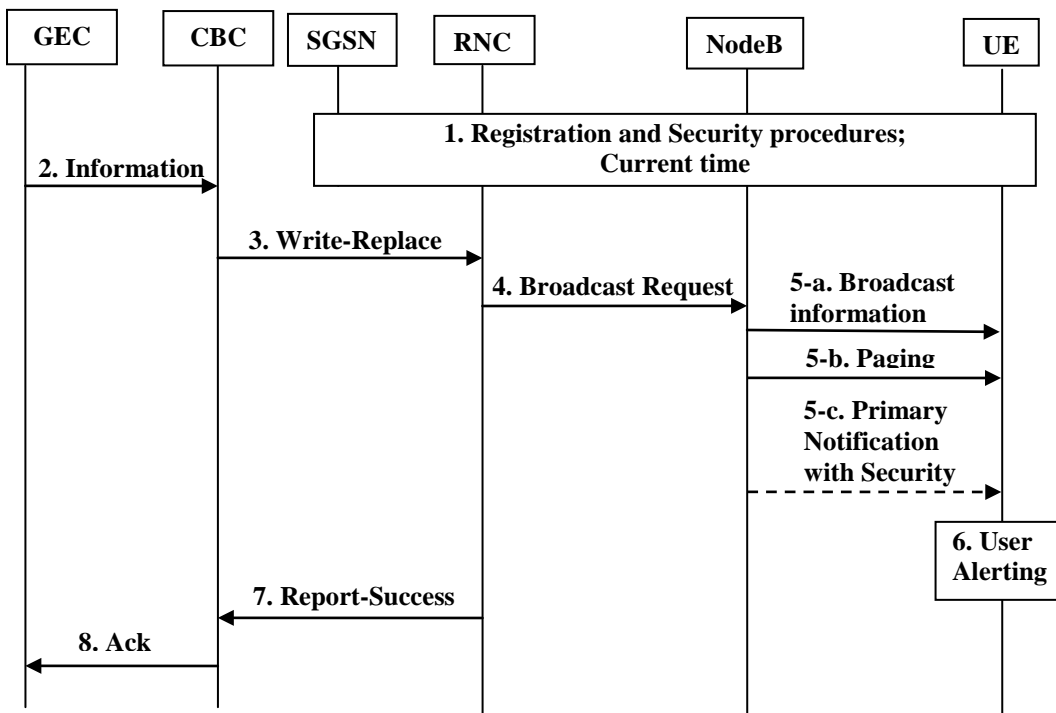 GEC
CBC
SGSN
RNC
NodeB
UE
1. Registration and Security procedures;
Current time
2. Information
3. Write-Replace
4. Broadcast Request
5-a. Broadcast
information
5-b. Paging
5-c. Primary
Notification
with Security
6. User
Alerting
7. Report-Success
8. Ack